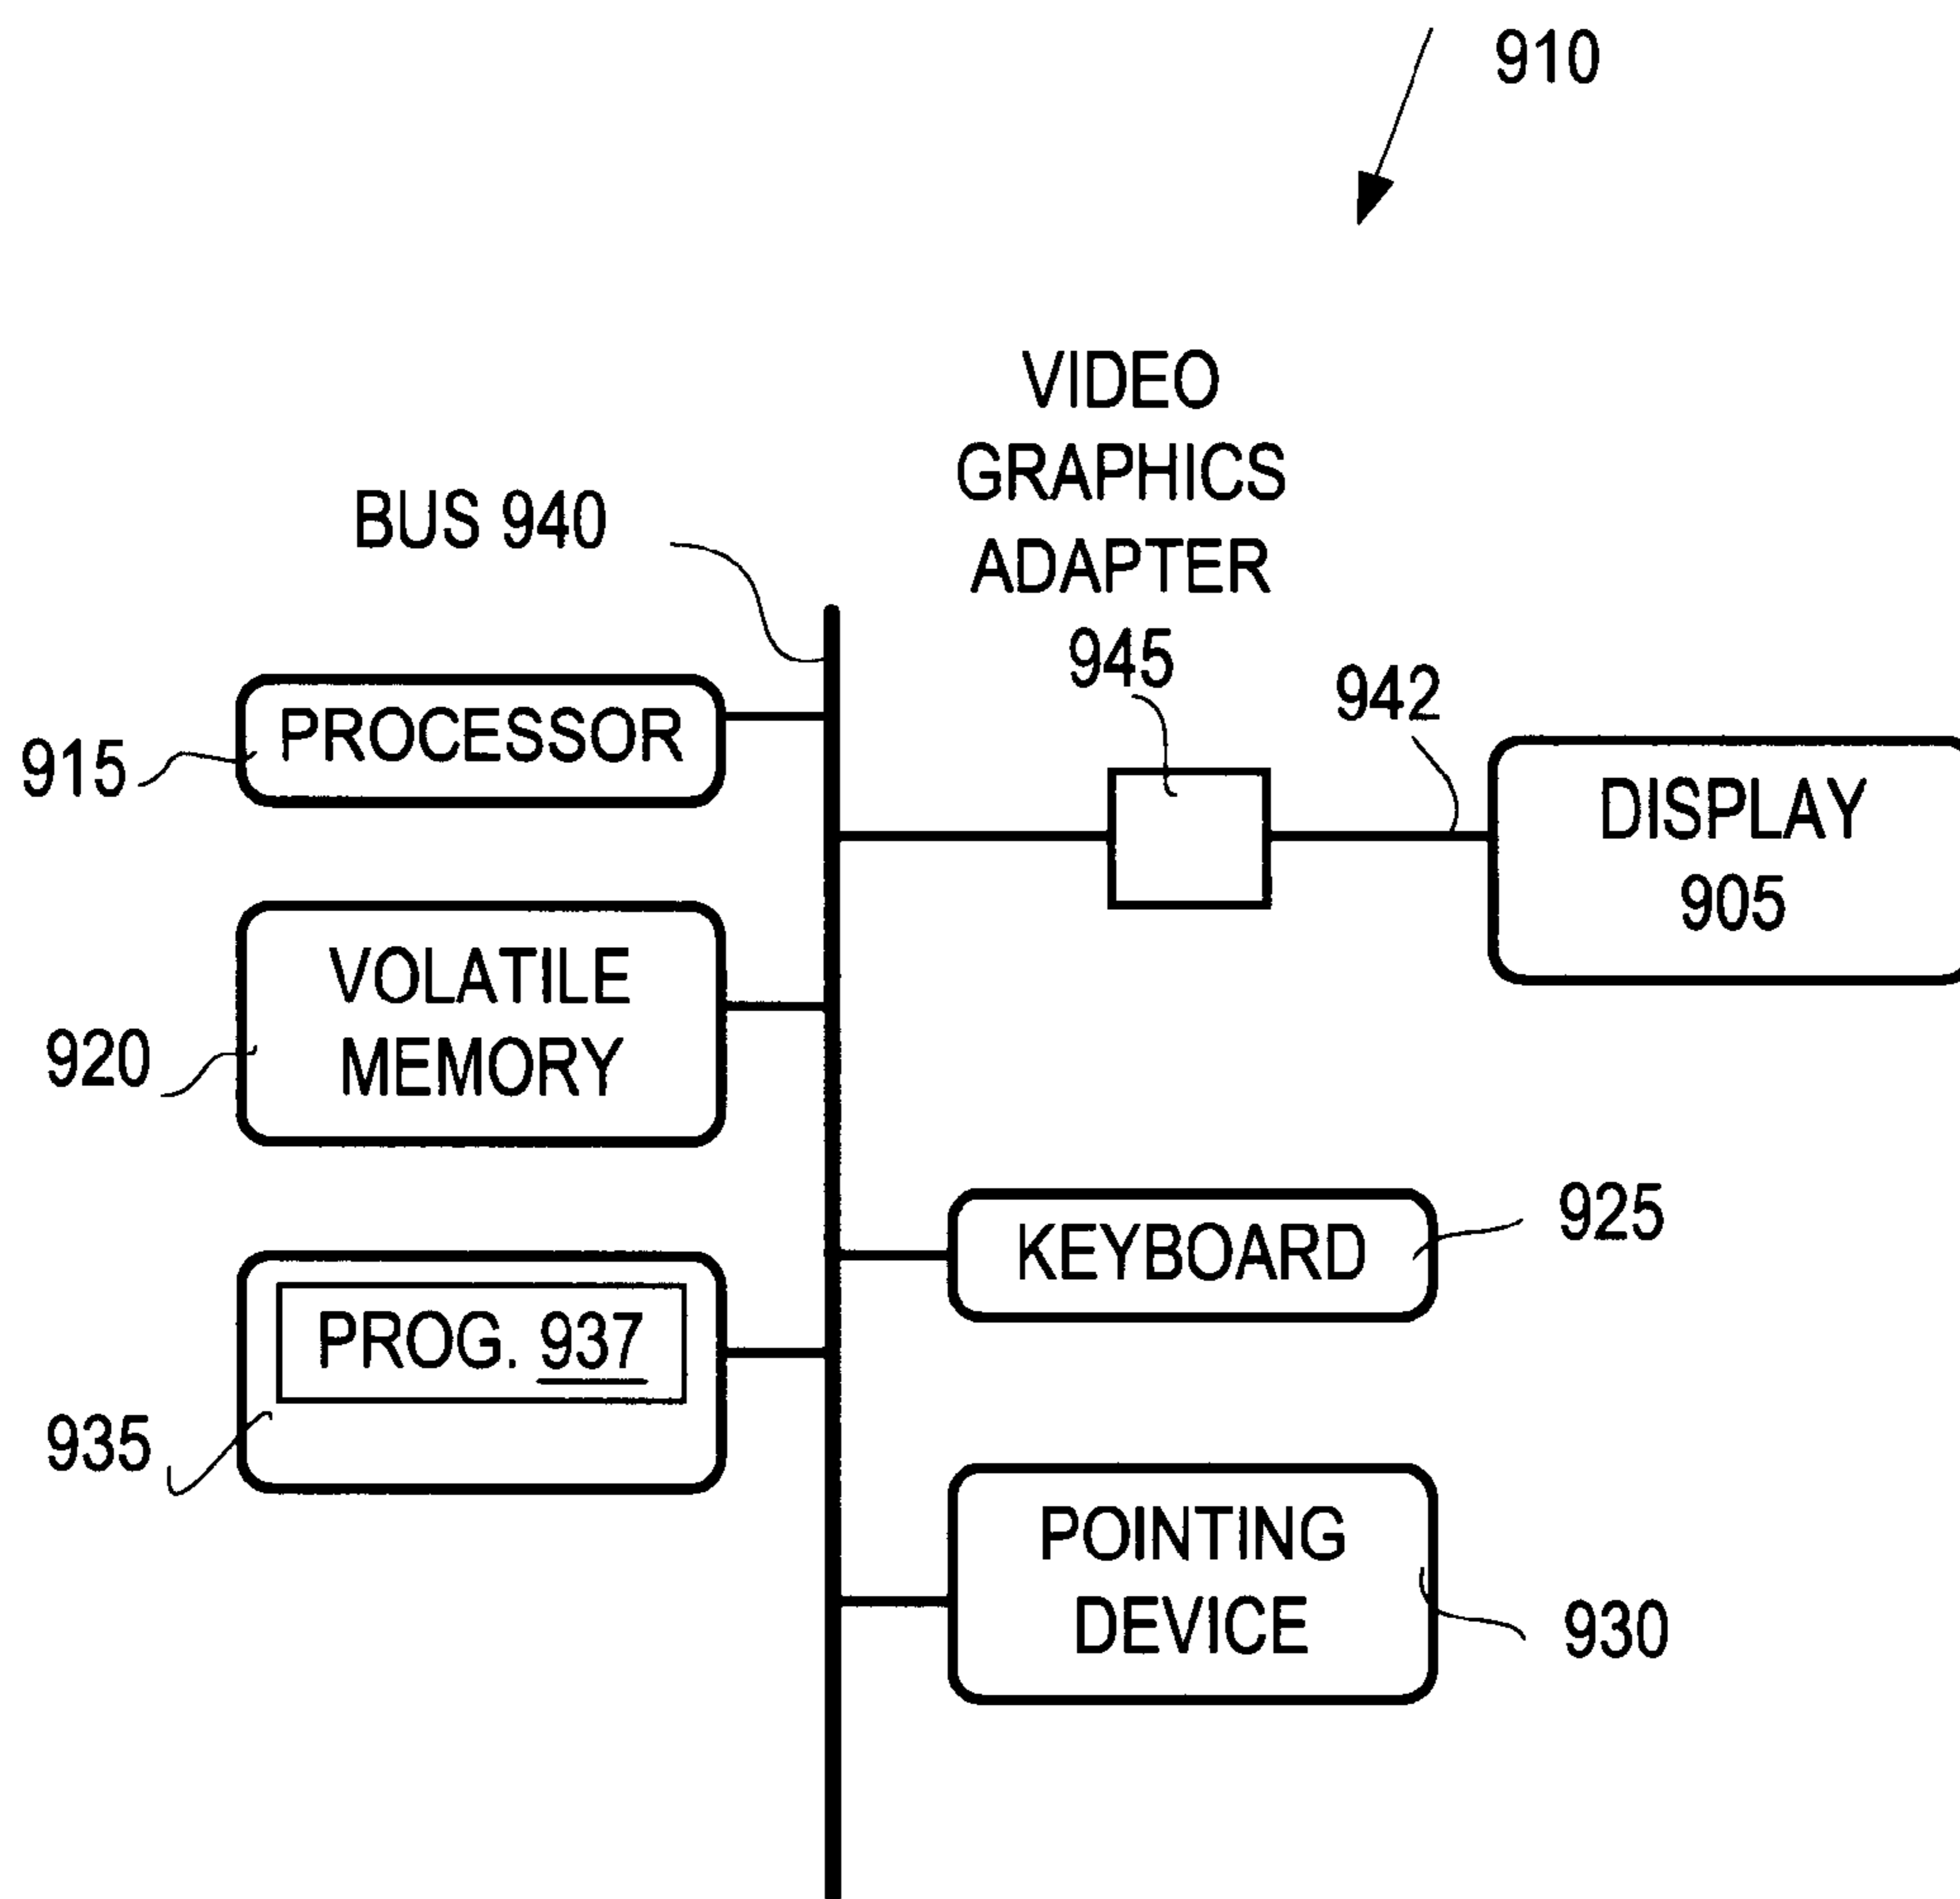 910
VIDEO
GRAPHICS
ADAPTER
945
BUS 940
942
915
PROCESSOR
DISPLAY
905
920
VOLATILE
MEMORY
KEYBOARD
925
PROG. 937
935
POINTING
DEVICE
930